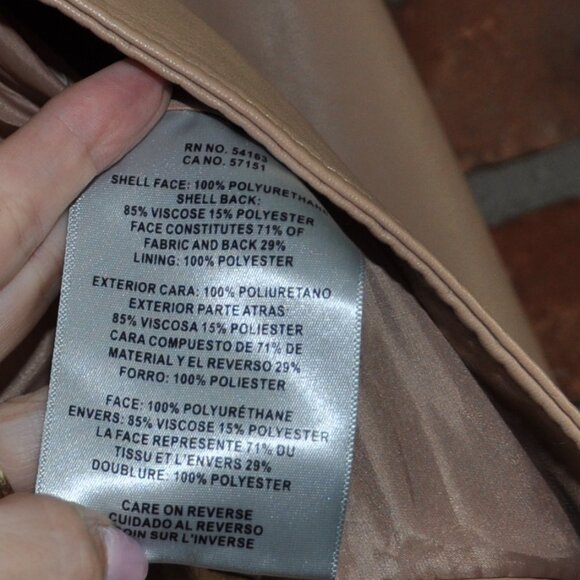 RN NO. 54163
CA NO. 57151
SHELL FACE: 100% POLYURETHANE
SHELL BACK:
85% VISCOSE 15% POLYESTER
FACE CONSTITUTES 71% OF
FABRIC AND BACK 29%
LINING: 100% POLYESTER
EXTERIOR CARA: 100% POLIURETANO
EXTERIOR PARTE ATRAS
85% VISCOSA 15% POLIESTER
CARA COMPUESTO DE 71% DE
MATERIAL Y EL REVERSO 29%
FORRO: 100% POLIESTER
FACE: 100% POLYURÉTHANE
ENVERS: 85% VISCOSE 15% POLYESTER
LA FACE REPRESENTE 71% DU
TISSU ET L'ENVERS 29%
DOUBLURE: 100% POLYESTER
CARE ON REVERSE
CUIDADO AL REVERSO
SOIN SUR L'INVERSE